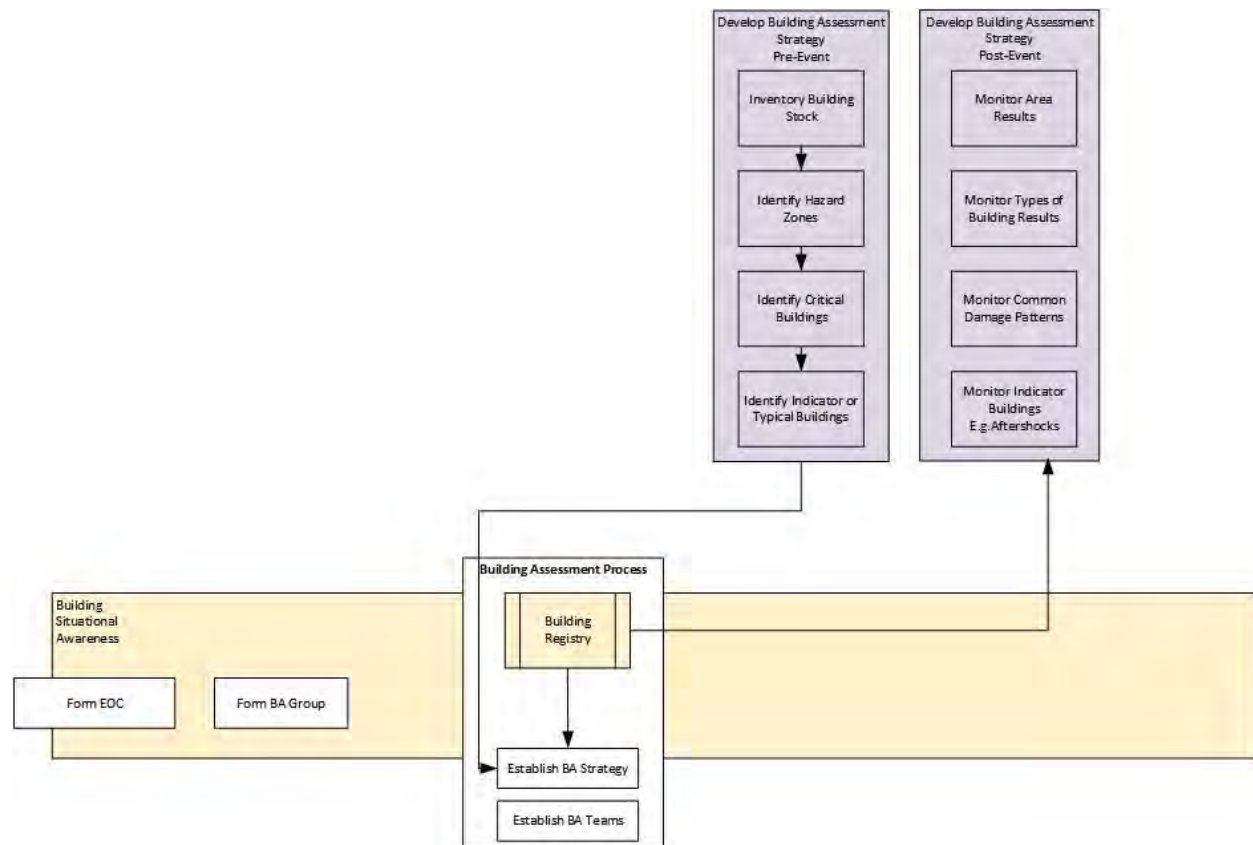 Develop Building Assessment
Strategy
Pre-Event
Inventory Building
Stock
Identify Hazard
Zones
Identify Critical
Buildings
Identify Indicator or
Typical Buildings
Develop Building Assessment
Strategy
Post-Event
Monitor Area
Results
Monitor Types of
Building Results
Monitor Common
Damage Patterns
Monitor Indicator
Buildings
E.g.Aftershocks
Building Assessment Process
Building
Situational
Awareness
Building
Registry
Form EOC
Form BA Group
Establish BA Strategy
Establish BA Teams